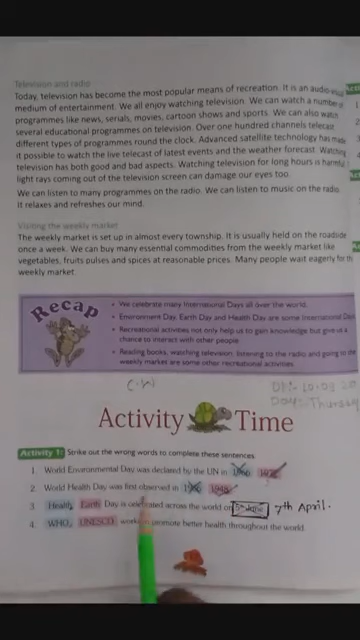 Television and radio
Today, television has become the most popular means of recreation. It is an audio-visual
medium of entertainment. We all enjoy watching television. We can watch a number of
programmes like news, serials, movies, cartoon shows and sports. We can also watch
several educational programmes on television. Over one hundred channels telecast
different types of programmes round the clock. Advanced satellite technology has made
it possible to watch the live telecast of latest events and the weather forecast. Watching
television has both good and bad aspects. Watching television for long hours is harmful
light rays coming out of the television screen can damage our eyes too.
We can listen to many programmes on the radio. We can listen to music on the radio.
It relaxes and refreshes our mind.
Visiting the weekly market
The weekly market is set up in almost every township. It is usually held on the roadside
once a week. We can buy many essential commodities from the weekly market like
vegetables, fruits pulses and spices at reasonable prices. Many people wait eagerly for the
weekly market.
Recap
• We celebrate many International Days all over the world.
• Environment Day, Earth Day and Health Day are some International Days
• Recreational activities not only help us to gain knowledge but give us a
chance to interact with other people.
• Reading books, watching television, listening to the radio and going to the
weekly market are some other recreational activities.
C.W
Day: Thursday
Activity Time
Activity 1: Strike out the wrong words to complete these sentences.
1. World Environmental Day was declared by the UN in
2. World Health Day was first observed in 1948
3. Health Earth Day is celebrated across the world on 5th June 7th April.
4. WHO, UNESCO works to promote better health throughout the world.